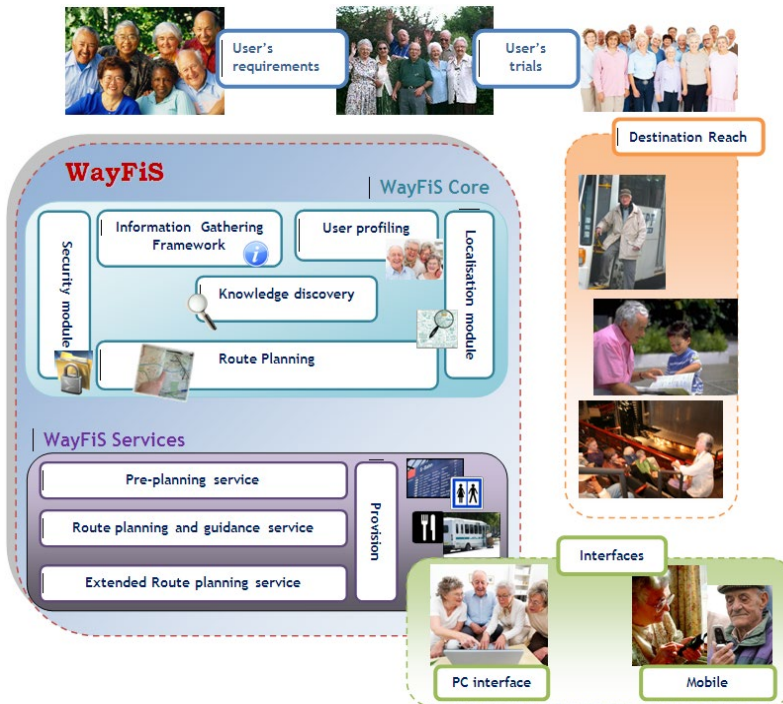 User's
requirements
User's
trials
Destination Reach
WayFiS
WayFiS Core
Security module
Information Gathering
Framework
User profiling
Localisation module
Knowledge discovery
Route Planning
WayFiS Services
Pre-planning service
Route planning and guidance service
Extended Route planning service
Provision
Interfaces
PC interface
Mobile